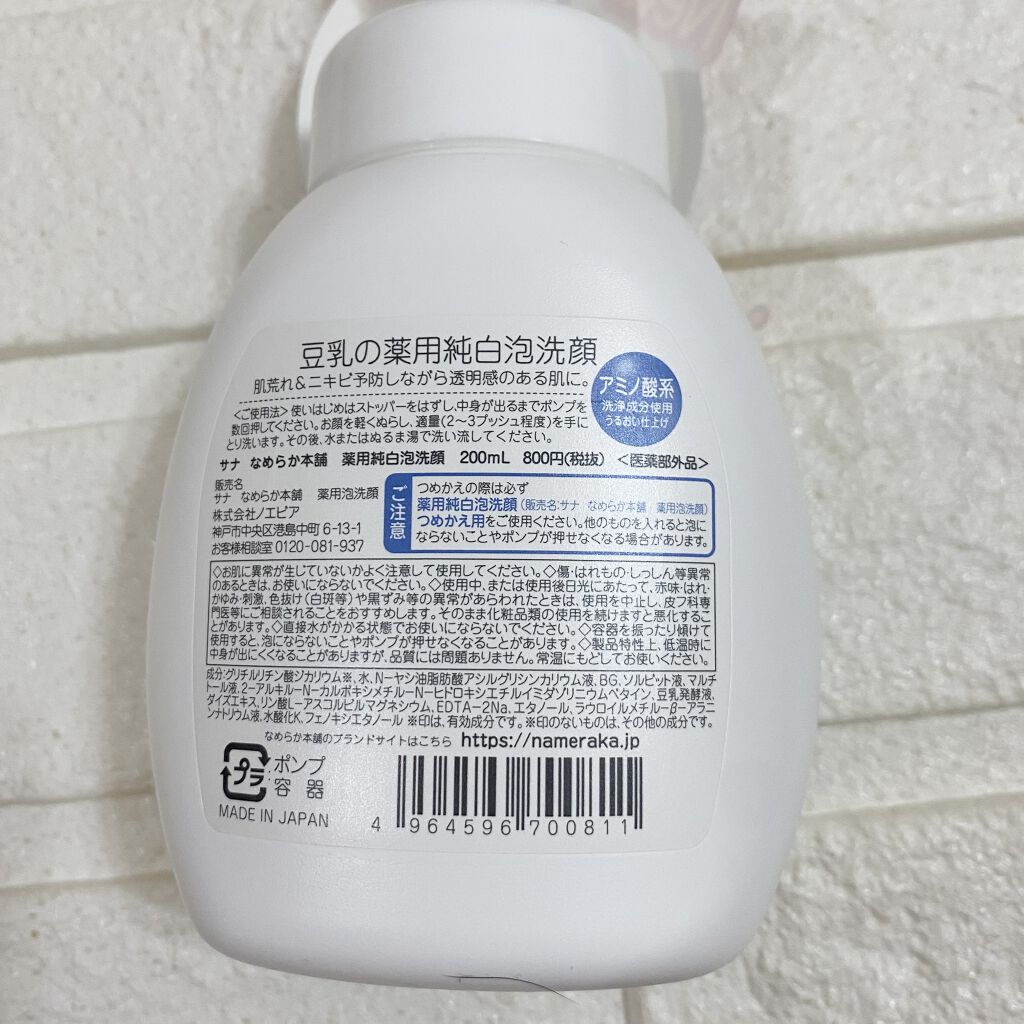 豆乳の薬用純白泡洗顔
肌荒れ&ニキビ予防しながら透明感のある肌に。
アミノ酸系
洗浄成分使用
うるおい仕上げ
<ご使用法>使いはじめはストッパーをはずし、中身が出るまでポンプを
数回押してください。お顔を軽くぬらし、適量(2〜3プッシュ程度)を手に
とり洗います。その後、水またはぬるま湯で洗い流してください。
サナ なめらか本舗 薬用純白泡洗顔 200mL 800円(税抜) <医薬部外品>
販売名
サナ なめらか本舗 薬用泡洗顔
株式会社ノエビア
神戸市中央区港島中町 6-13-1
お客様相談室 0120-081-937
ご注意
つめかえの際は必ず
薬用純白泡洗顔(販売名:サナ なめらか本舗 薬用泡洗顔)
つめかえ用をご使用ください。他のものを入れると泡に
ならないことやポンプが押せなくなる場合があります。
◇お肌に異常が生じていないかよく注意して使用してください。◇傷・はれもの・しっしん等異常
のあるときは、お使いにならないでください。◇使用中、または使用後日光にあたって、赤味・はれ・
かゆみ・刺激、色抜け(白斑等)や黒ずみ等の異常があらわれたときは、使用を中止し、皮フ科専
門医等にご相談されることをおすすめします。そのまま化粧品類の使用を続けますと悪化するこ
とがあります。◇直接水がかかる状態でお使いにならないでください。◇容器を振ったり傾けて
使用すると、泡にならないことやポンプが押せなくなることがあります。◇製品特性上、低温時に
中身が出にくくなることがありますが、品質には問題ありません。常温にもどしてお使いください。
成分:グリチルリチン酸ジカリウム※、水、N-ヤシ油脂肪酸アシルグリシンカリウム液、BG、ソルビット液、マルチ
トール液、2-アルキル-N-カルボキシメチル-N-ヒドロキシエチルイミダゾリニウムベタイン、豆乳発酵液、
ダイズエキス、リン酸L-アスコルビルマグネシウム、EDTA-2Na、エタノール、ラウロイルメチル-β-アラニ
ンナトリウム液、水酸化K、フェノキシエタノール ※印は、有効成分です。※印のないものは、その他の成分です。
なめらか本舗のブランドサイトはこちら https://nameraka.jp
プラ
ポンプ
容器
MADE IN JAPAN
4 964596 700811